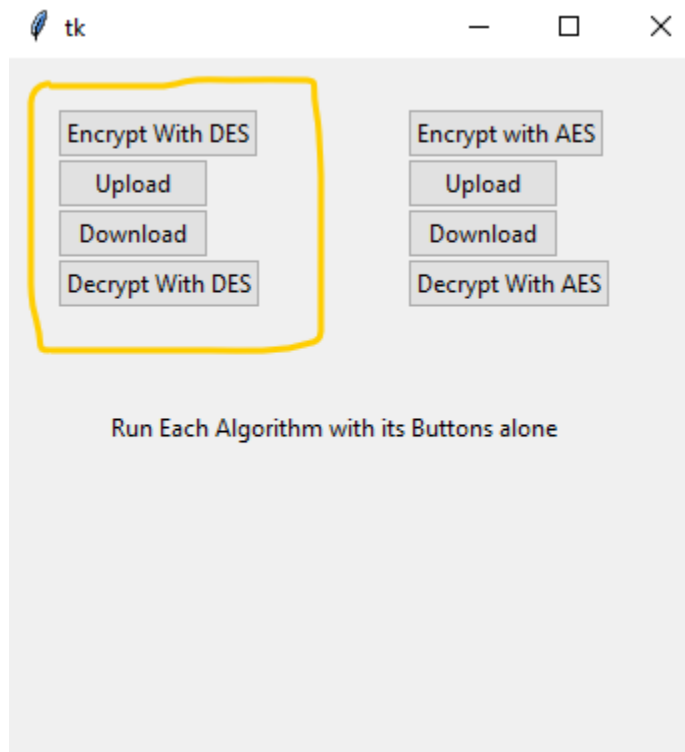 tk
Encrypt With DES
Upload
Download
Decrypt With DES
Encrypt with AES
Upload
Download
Decrypt With AES
Run Each Algorithm with its Buttons alone